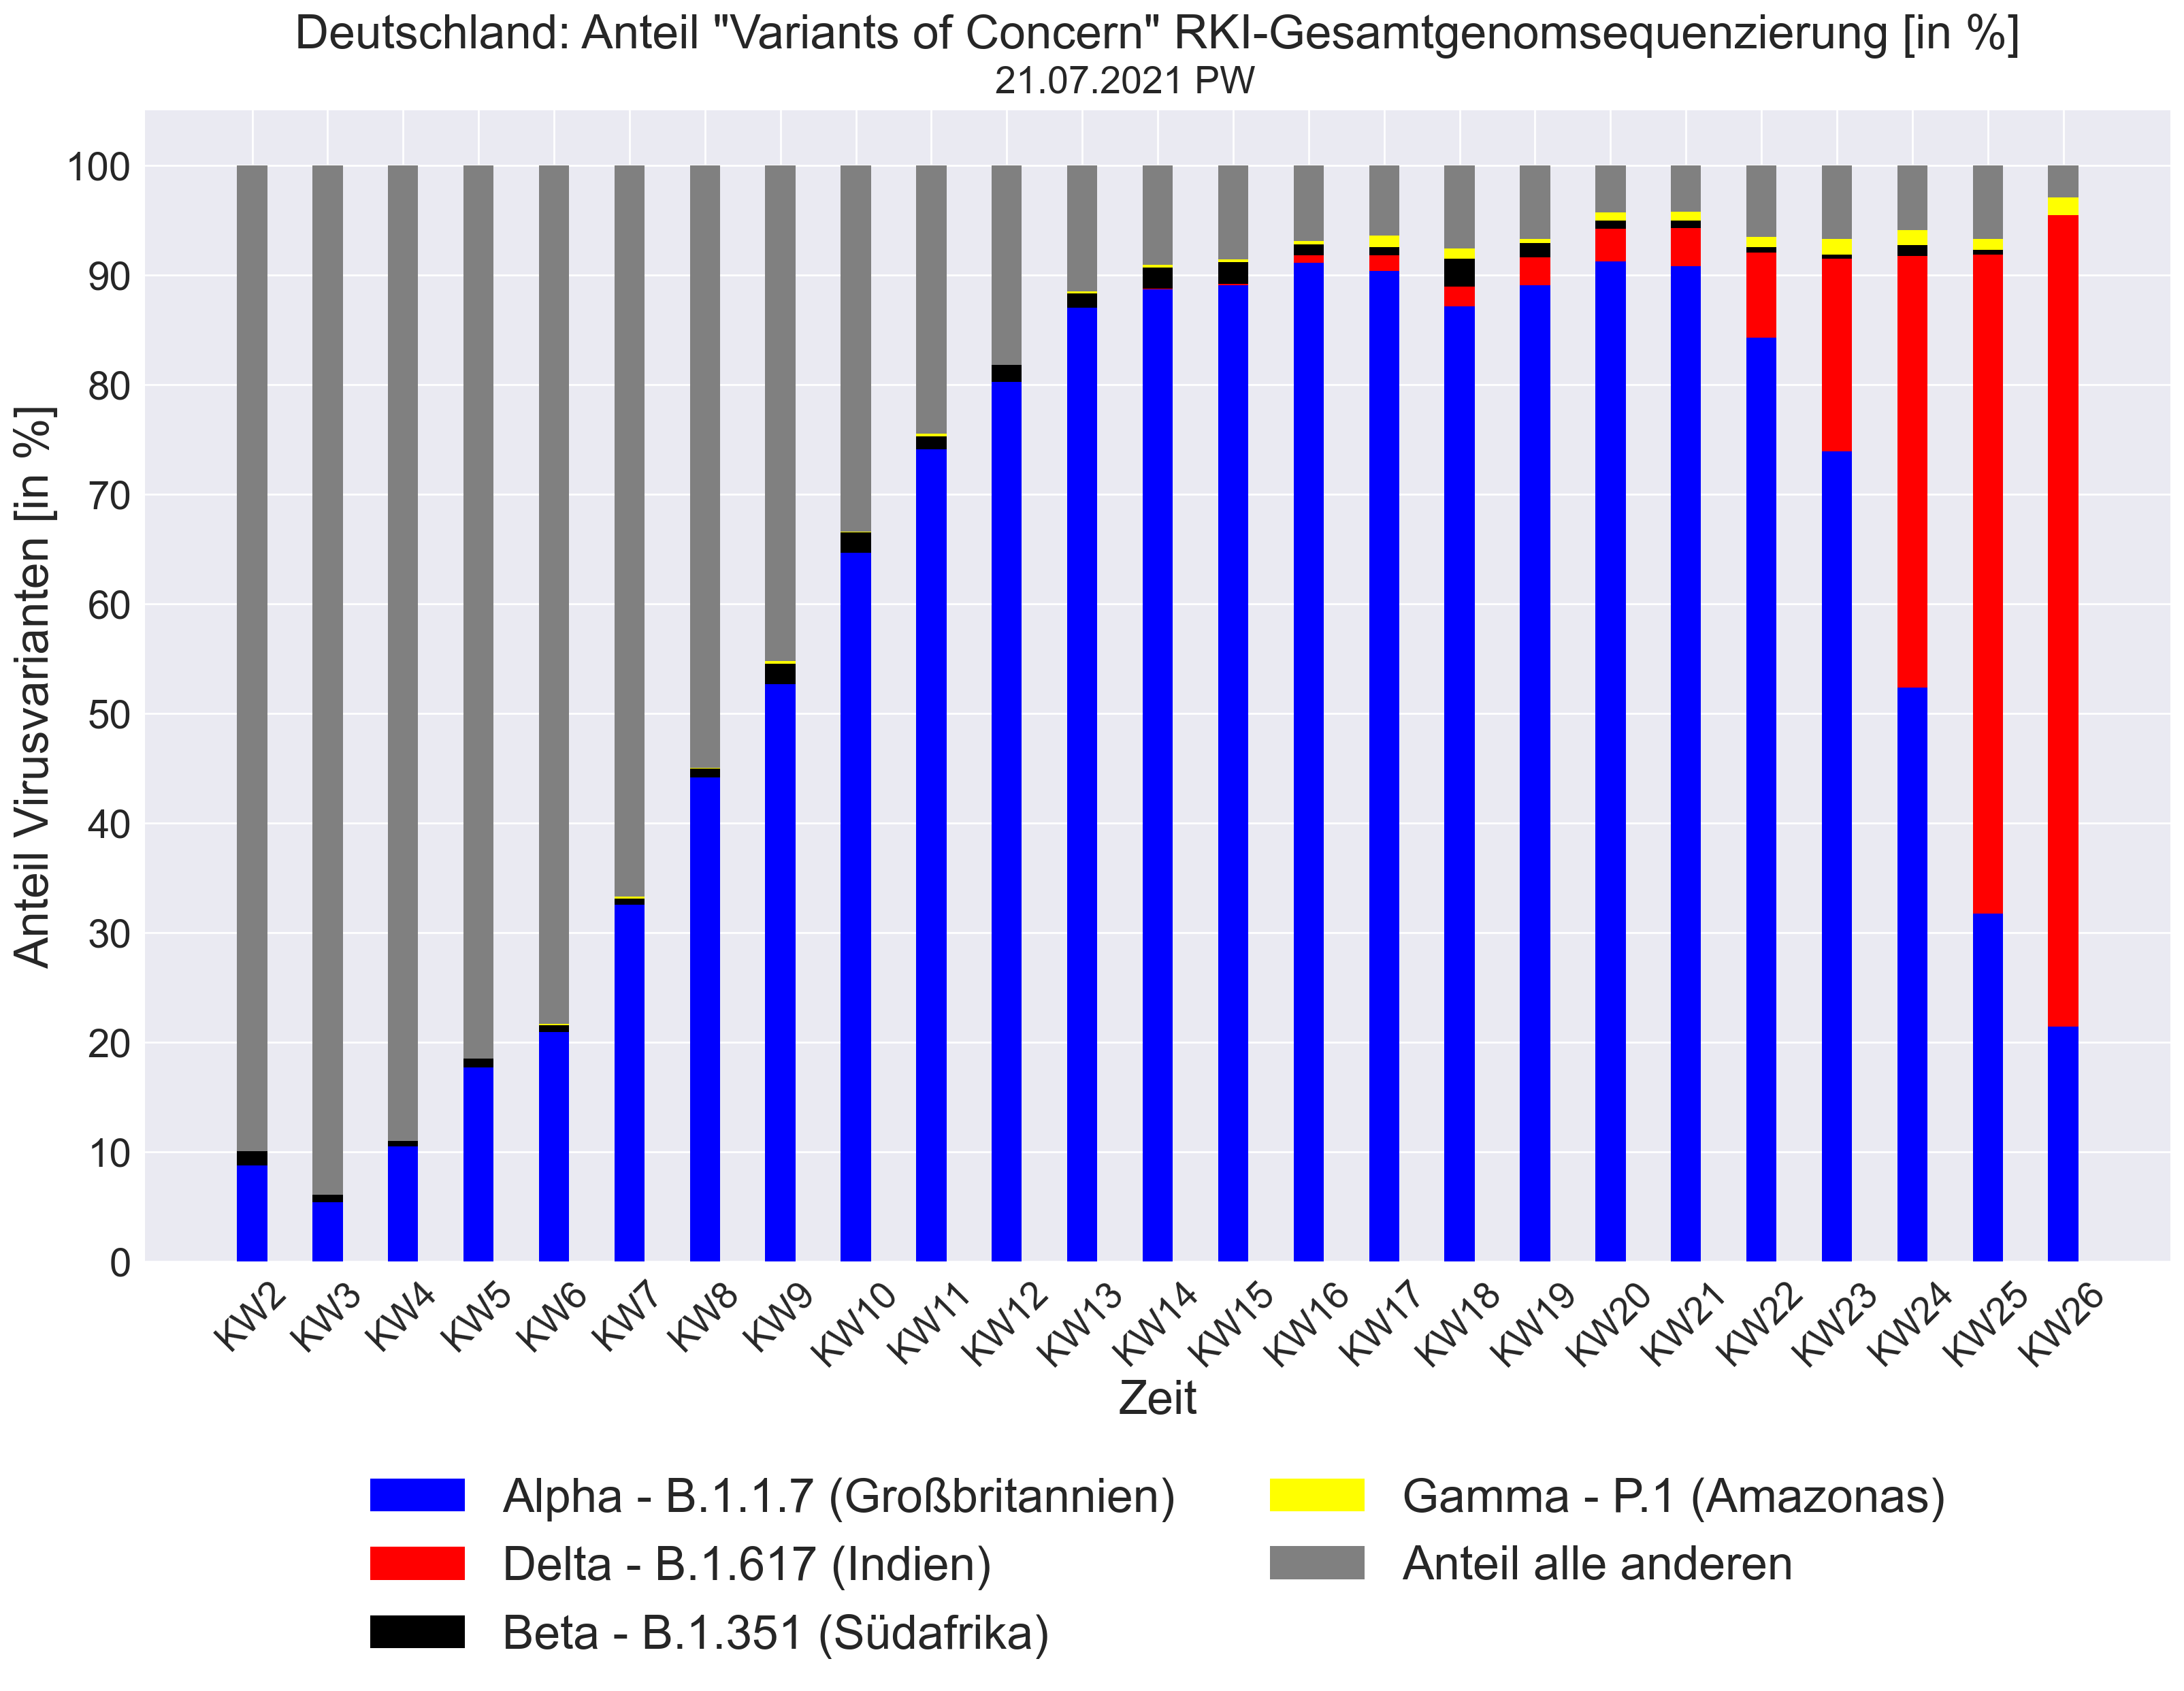 Deutschland: Anteil "Variants of Concern" RKI-Gesamtgenomsequenzierung [in %]
21.07.2021 PW
Anteil Virusvarianten [in %]
100
90
80
70
60
50
40
30
20
10
0
KW2
KW3
KW4
KW5
KW6
KW7
KW8
KW9
KW10
KW11
KW12
KW13
KW14
KW15
KW16
KW17
KW18
KW19
KW20
KW21
KW22
KW23
KW24
KW25
KW26
Zeit
Alpha - B.1.1.7 (Großbritannien)
Delta - B.1.617 (Indien)
Beta - B.1.351 (Südafrika)
Gamma - P.1 (Amazonas)
Anteil alle anderen